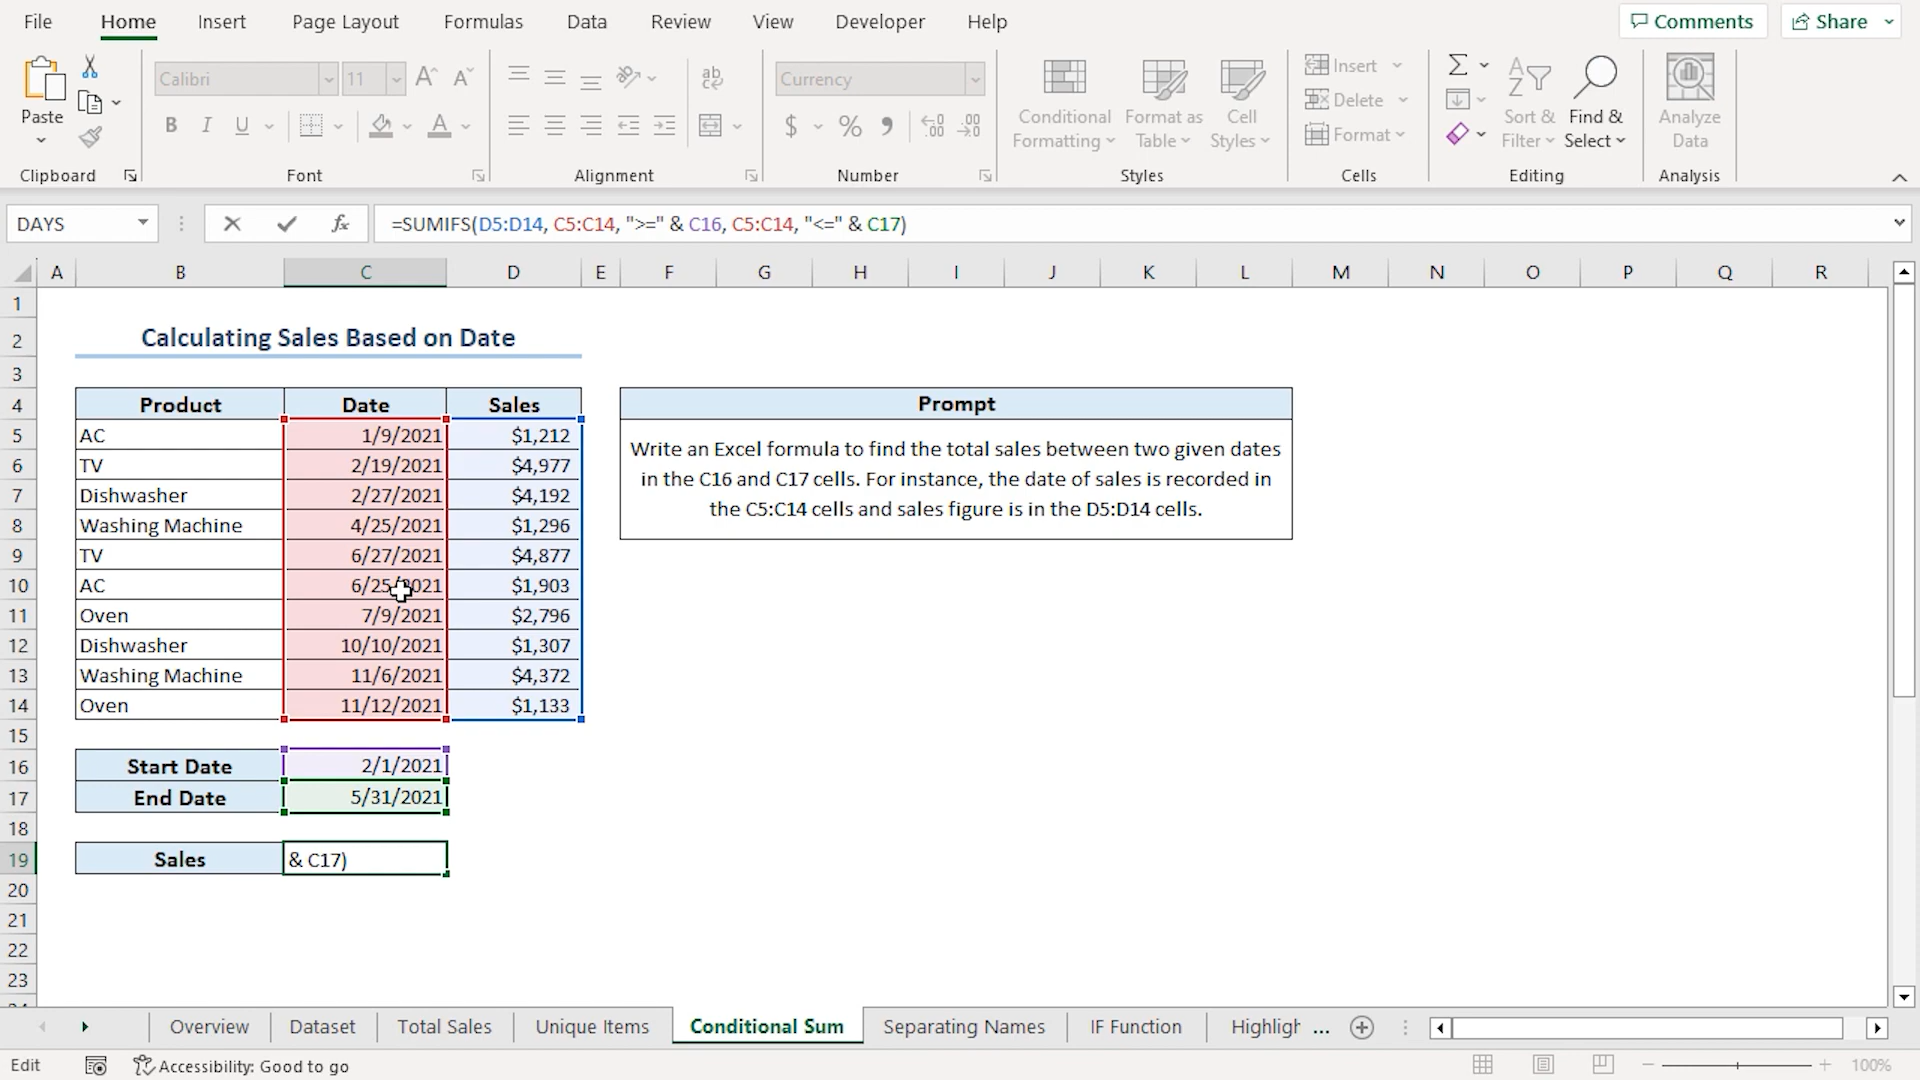 File Home Insert Page Layout Formulas Data Review View Developer Help Comments Share
Calibri 11 A A ab Currency Insert
Paste Delete
B I U A $ % 9 .00 Format
Conditional Formatting Format as Table Cell Styles Sort & Filter Find & Select Analyze Data
Clipboard Font Alignment Number Styles Cells Editing Analysis
DAYS fx =SUMIFS(D5:D14, C5:C14, ">=" & C16, C5:C14, "<=" & C17)
A B C D E F G H I J K L M N O P Q R
1
2 Calculating Sales Based on Date
3
4 Product Date Sales Prompt
5 AC 1/9/2021 $1,212
Write an Excel formula to find the total sales between two given dates
6 TV 2/19/2021 $4,977
in the C16 and C17 cells. For instance, the date of sales is recorded in
7 Dishwasher 2/27/2021 $4,192
the C5:C14 cells and sales figure is in the D5:D14 cells.
8 Washing Machine 4/25/2021 $1,296
9 TV 6/27/2021 $4,877
10 AC 6/25/2021 $1,903
11 Oven 7/9/2021 $2,796
12 Dishwasher 10/10/2021 $1,307
13 Washing Machine 11/6/2021 $4,372
14 Oven 11/12/2021 $1,133
15
16 Start Date 2/1/2021
17 End Date 5/31/2021
18
19 Sales & C17)
20
21
22
23
Overview Dataset Total Sales Unique Items Conditional Sum Separating Names IF Function Highligh ...
Edit Accessibility: Good to go 100%